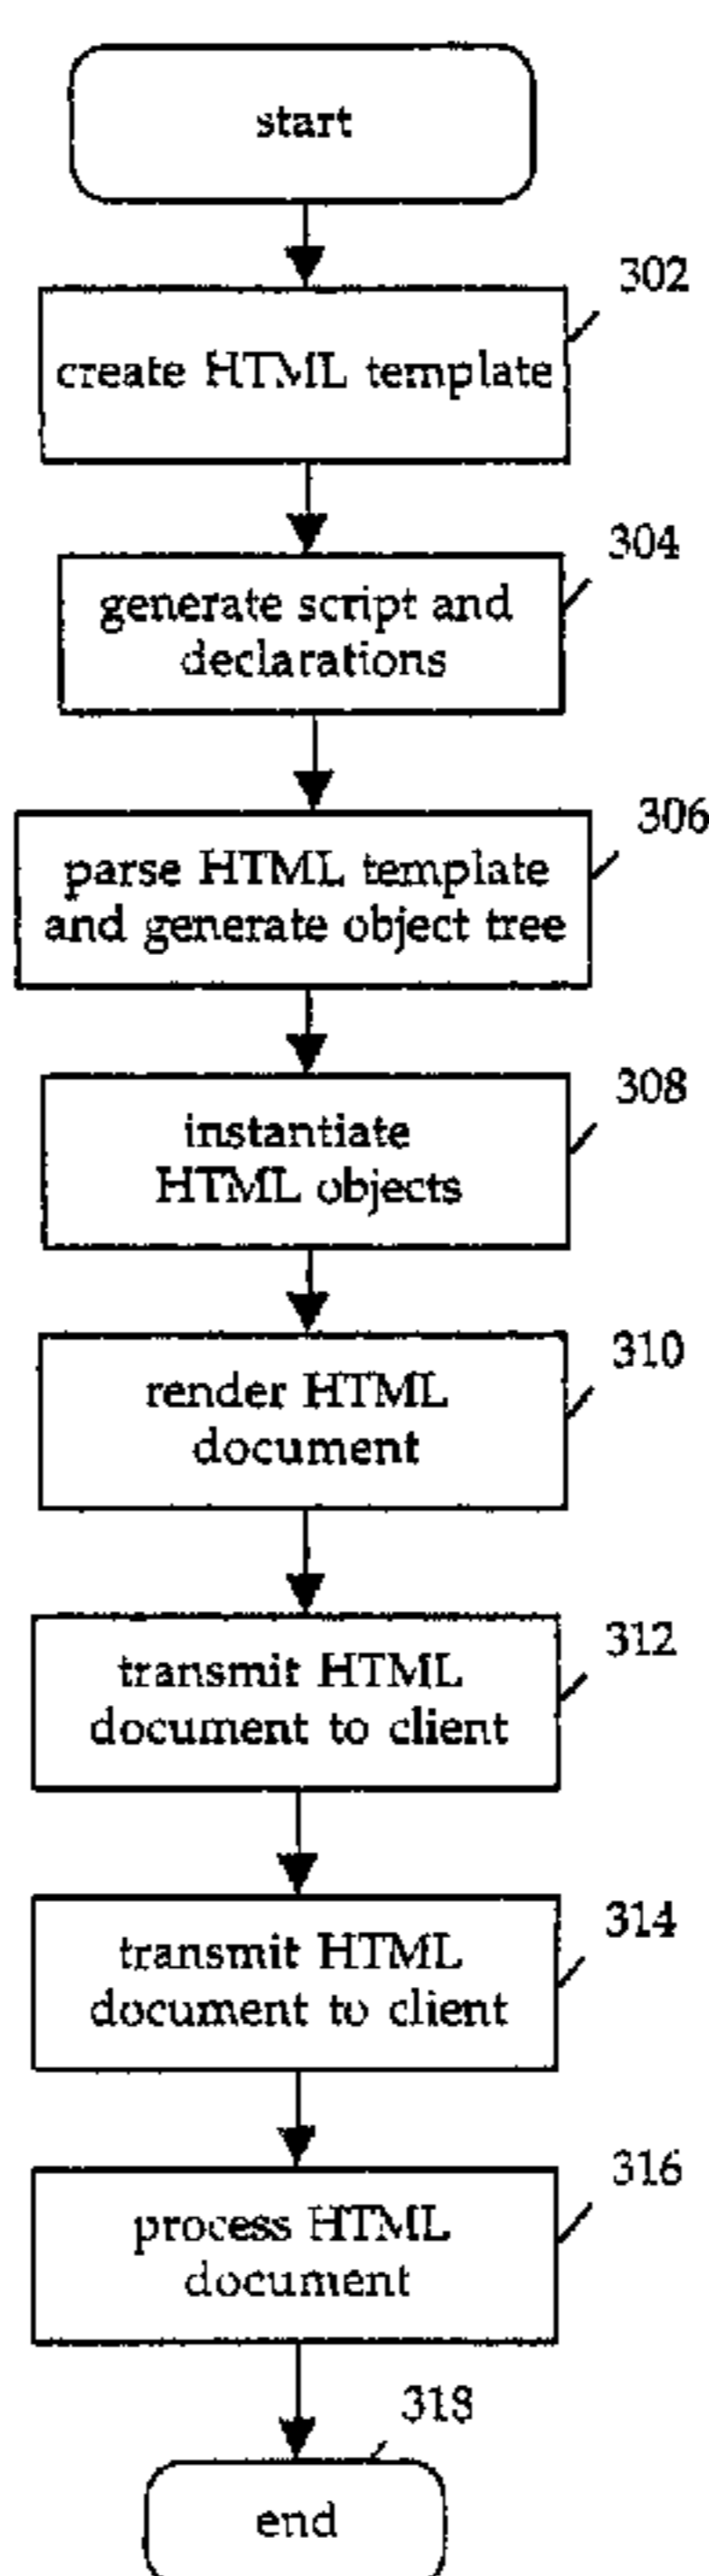 start
302
create HTML template
304
generate script and
declarations
306
parse HTML template
and generate object tree
308
instantiate
HTML objects
310
render HTML
document
312
transmit HTML
document to client
314
transmit HTML
document to client
316
process HTML
document
318
end